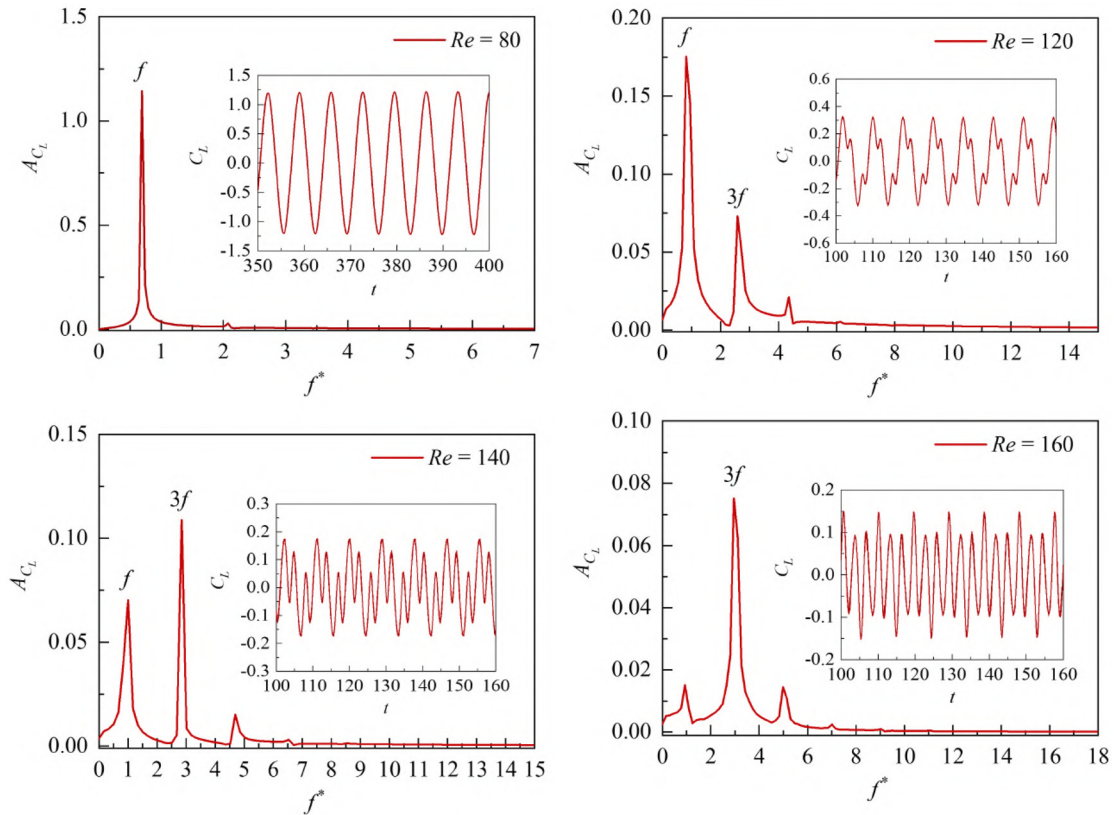 Re = 80
f
A_{C_L}
1.5
1.0
0.5
0.0
0 1 2 3 4 5 6 7
f*
C_L
1.5
1.0
0.5
0.0
-0.5
-1.0
-1.5
350 360 370 380 390 400
t
Re = 120
f
3f
A_{C_L}
0.20
0.15
0.10
0.05
0.00
0 2 4 6 8 10 12 14
f*
C_L
0.6
0.4
0.2
0.0
-0.2
-0.4
-0.6
100 110 120 130 140 150 160
t
Re = 140
f
3f
A_{C_L}
0.15
0.10
0.05
0.00
0 1 2 3 4 5 6 7 8 9 10 11 12 13 14 15
f*
C_L
0.3
0.2
0.1
0.0
-0.1
-0.2
-0.3
100 110 120 130 140 150 160
t
Re = 160
3f
A_{C_L}
0.10
0.08
0.06
0.04
0.02
0.00
0 2 4 6 8 10 12 14 16 18
f*
C_L
0.2
0.1
0.0
-0.1
-0.2
100 110 120 130 140 150 160
t